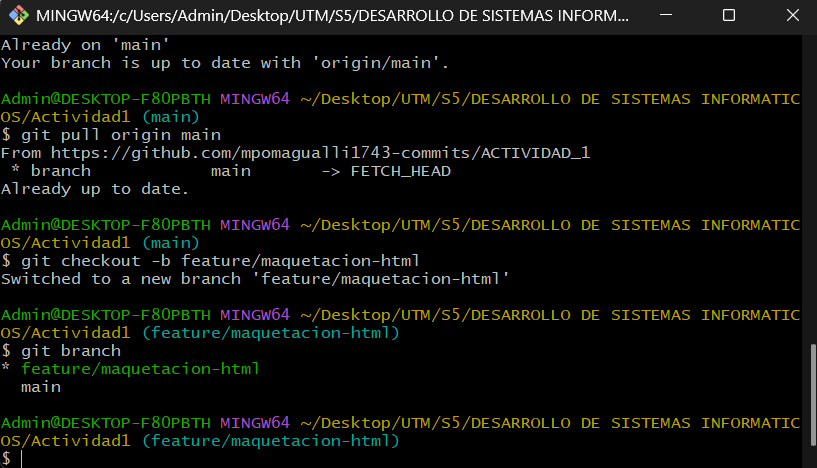 MINGW64:/c/Users/Admin/Desktop/UTM/S5/DESARROLLO DE SISTEMAS INFORM...
Already on 'main'
Your branch is up to date with 'origin/main'.
Admin@DESKTOP-F80PBTH MINGW64 ~/Desktop/UTM/S5/DESARROLLO DE SISTEMAS INFORMATIC
OS/Actividad1 (main)
$ git pull origin main
From https://github.com/mpomagualli1743-commits/ACTIVIDAD_1
 * branch            main       -> FETCH_HEAD
Already up to date.
Admin@DESKTOP-F80PBTH MINGW64 ~/Desktop/UTM/S5/DESARROLLO DE SISTEMAS INFORMATIC
OS/Actividad1 (main)
$ git checkout -b feature/maquetacion-html
Switched to a new branch 'feature/maquetacion-html'
Admin@DESKTOP-F80PBTH MINGW64 ~/Desktop/UTM/S5/DESARROLLO DE SISTEMAS INFORMATIC
OS/Actividad1 (feature/maquetacion-html)
$ git branch
* feature/maquetacion-html
  main
Admin@DESKTOP-F80PBTH MINGW64 ~/Desktop/UTM/S5/DESARROLLO DE SISTEMAS INFORMATIC
OS/Actividad1 (feature/maquetacion-html)
$